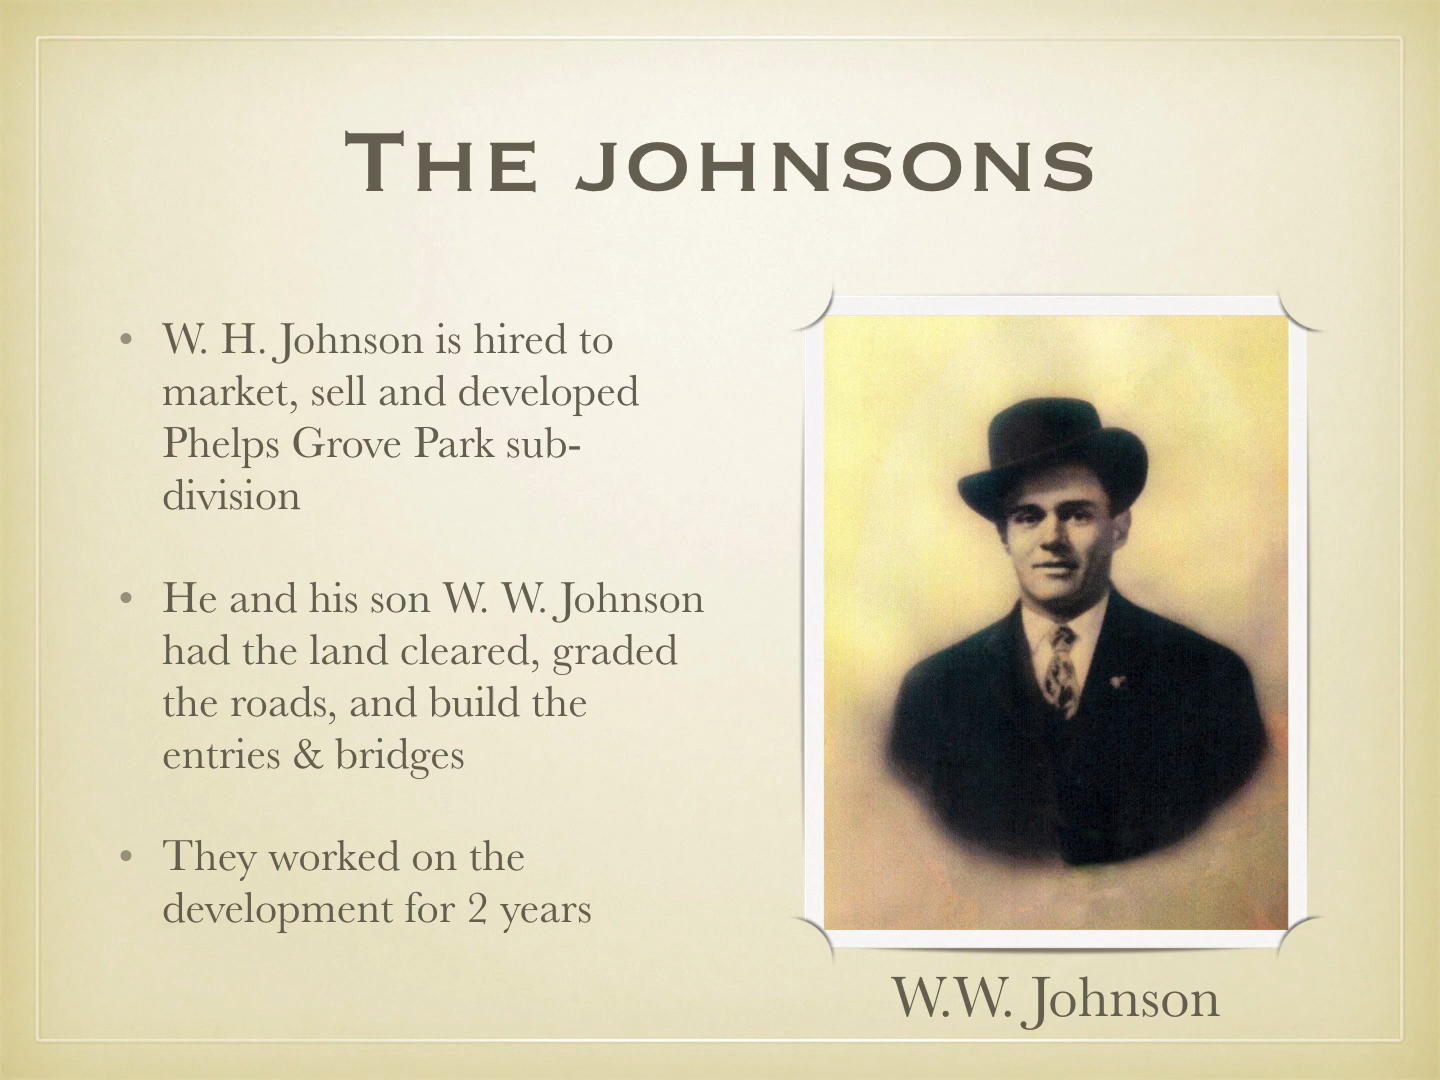 The Johnsons
• W. H. Johnson is hired to
market, sell and developed
Phelps Grove Park sub-
division
• He and his son W. W. Johnson
had the land cleared, graded
the roads, and build the
entries & bridges
• They worked on the
development for 2 years
W.W. Johnson